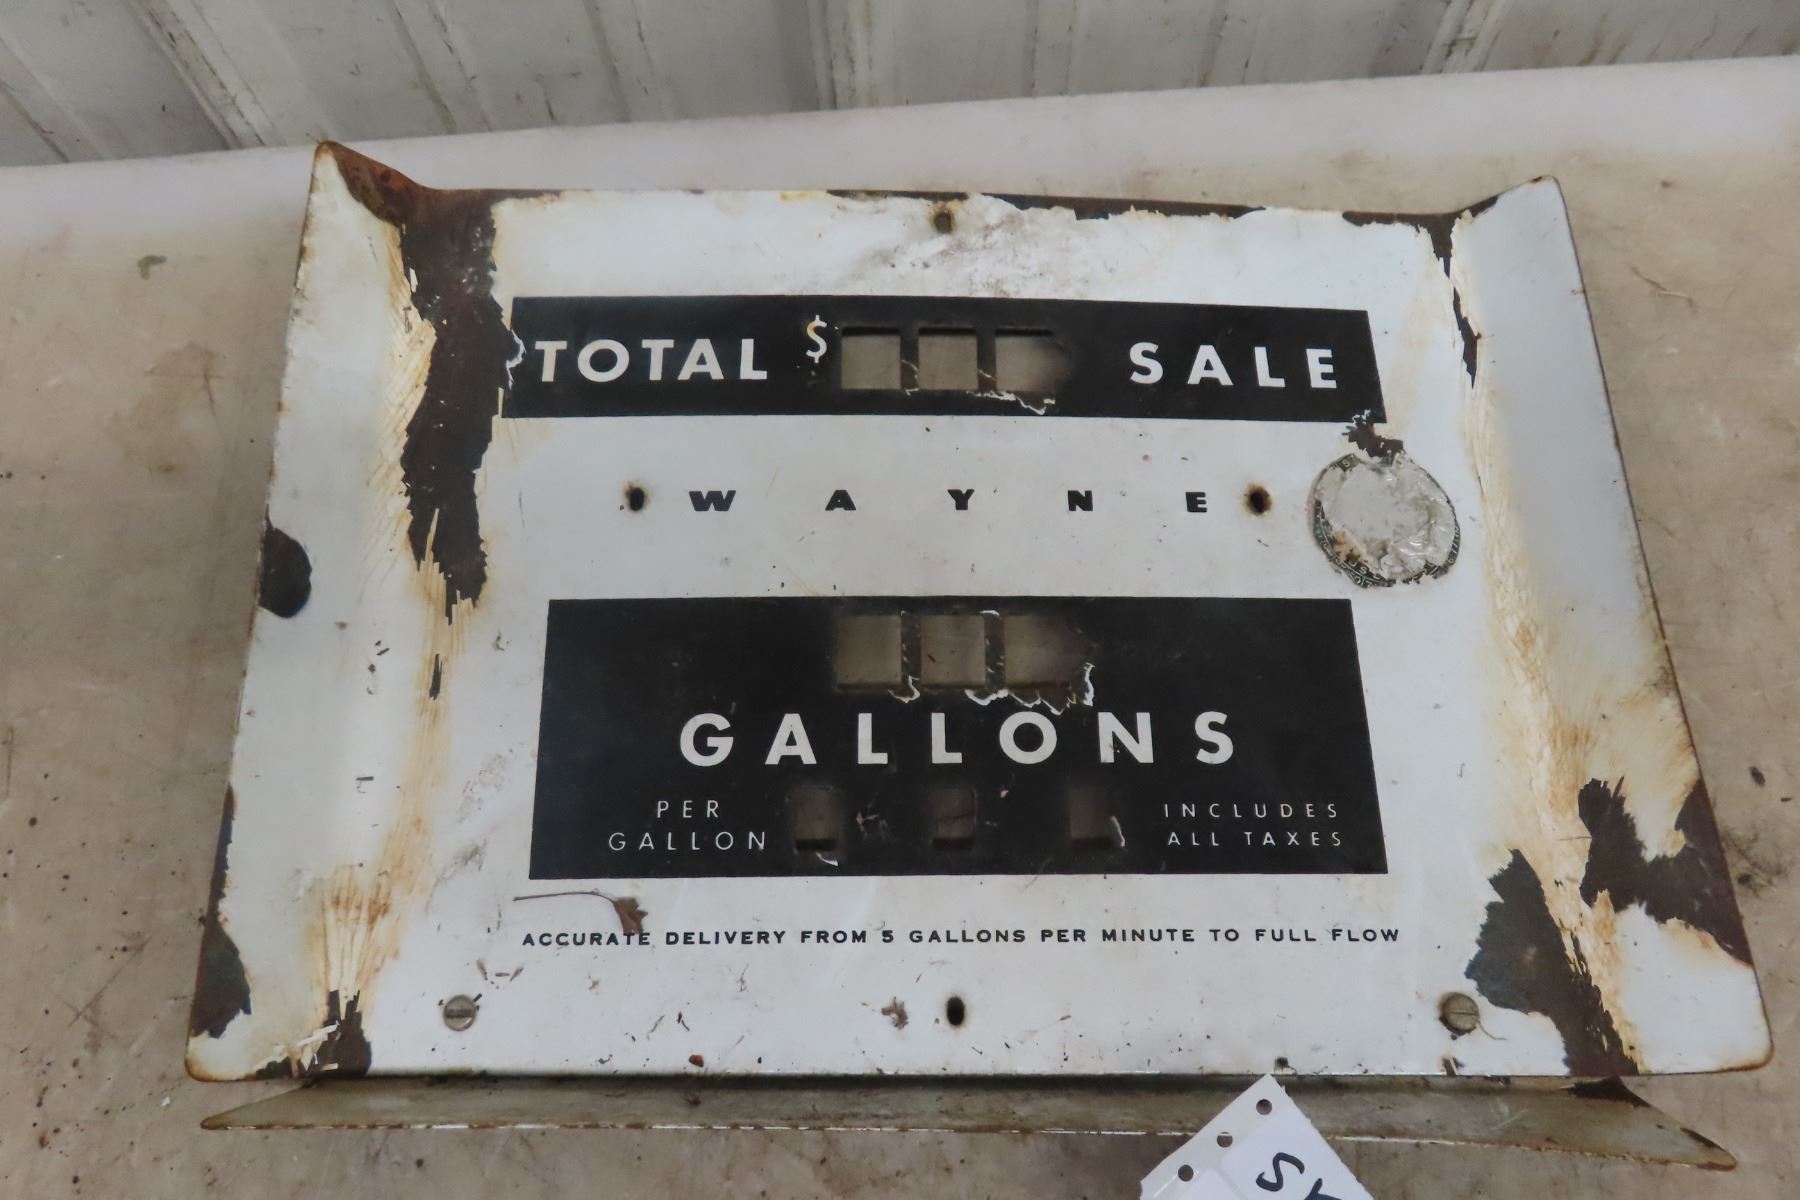 TOTAL $ SALE
WAYNE
GALLONS
PER GALLON
INCLUDES ALL TAXES
ACCURATE DELIVERY FROM 5 GALLONS PER MINUTE TO FULL FLOW